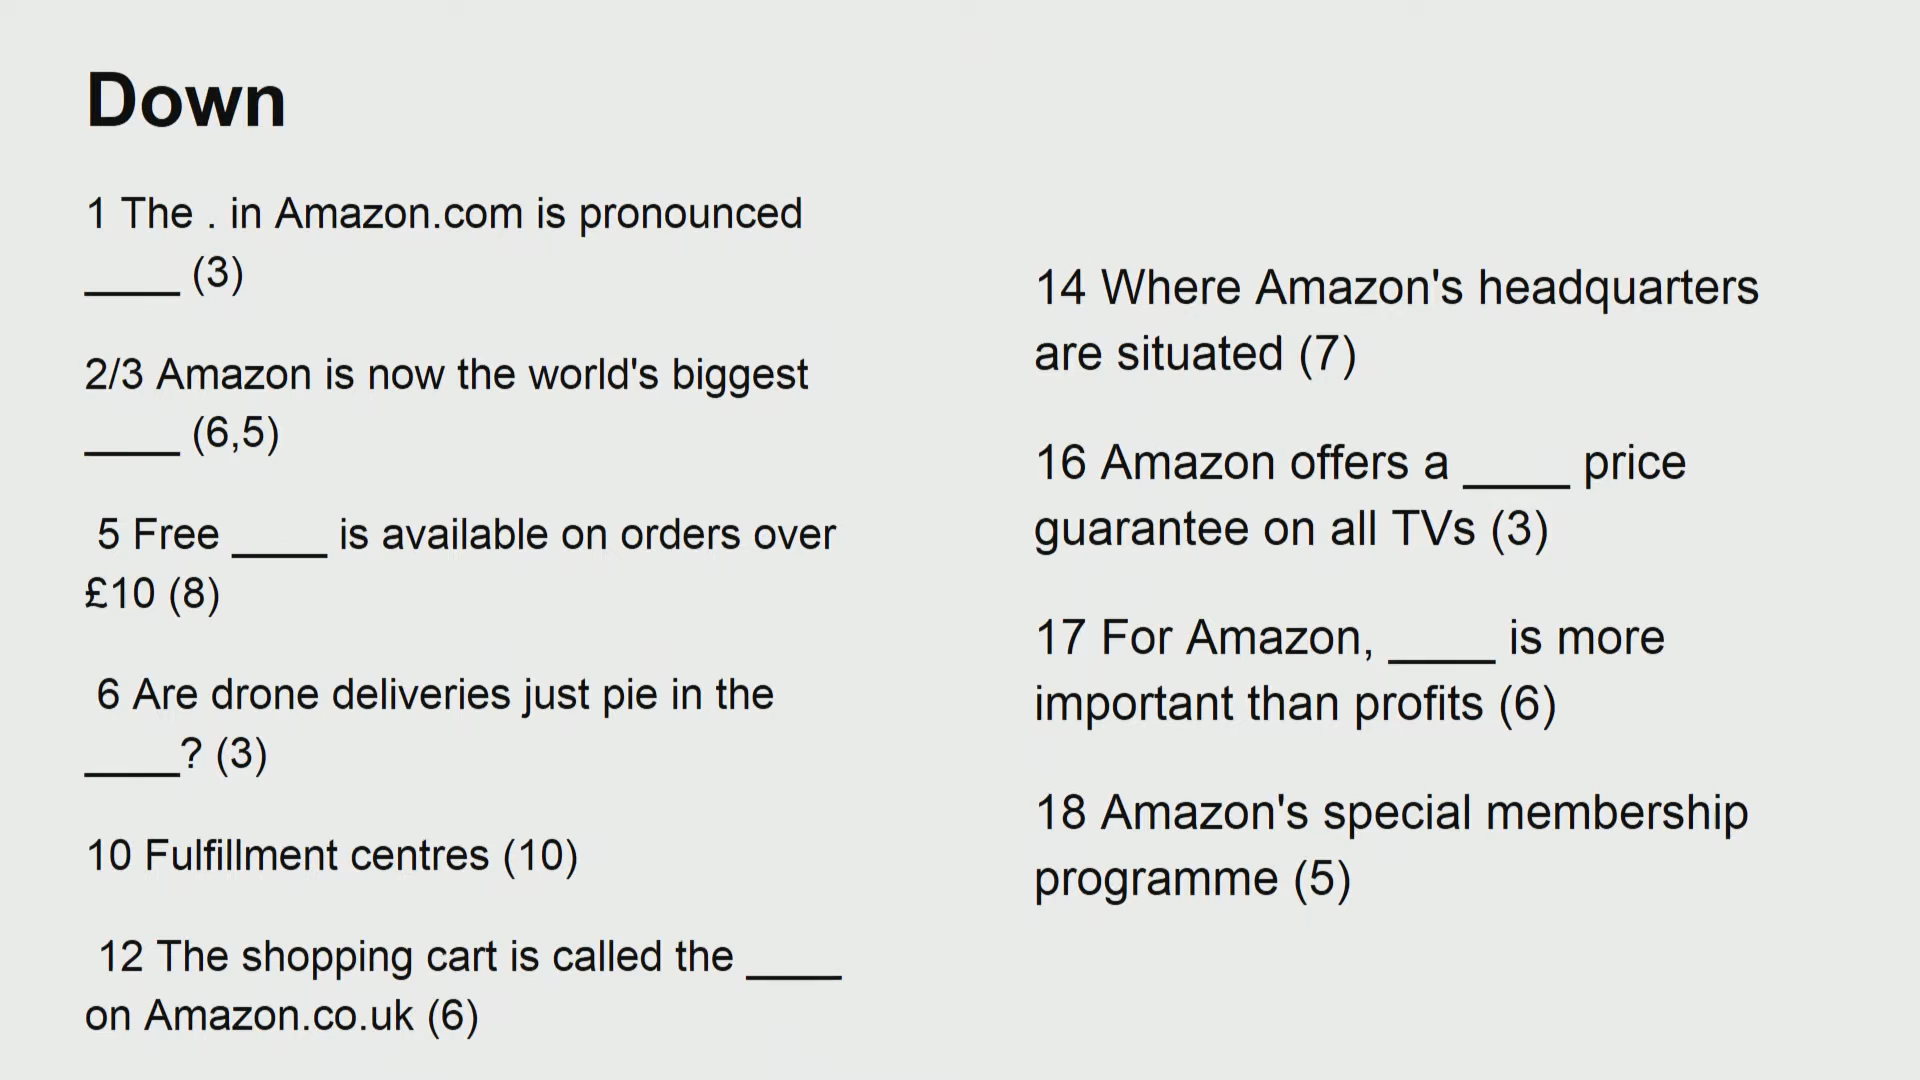 Down
1 The . in Amazon.com is pronounced
____ (3)
2/3 Amazon is now the world's biggest
____ (6,5)
5 Free ____ is available on orders over
£10 (8)
6 Are drone deliveries just pie in the
____? (3)
10 Fulfillment centres (10)
12 The shopping cart is called the ____
on Amazon.co.uk (6)
14 Where Amazon's headquarters
are situated (7)
16 Amazon offers a ____ price
guarantee on all TVs (3)
17 For Amazon, ____ is more
important than profits (6)
18 Amazon's special membership
programme (5)